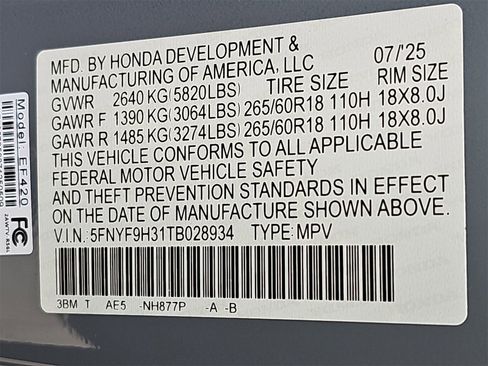 MFD. BY HONDA DEVELOPMENT & 07/'25
MANUFACTURING OF AMERICA, LLC
GVWR 2640 KG(5820LBS) TIRE SIZE RIM SIZE
GAWR F 1390 KG(3064LBS) 265/60R18 110H 18X8.0J
GAWR R 1485 KG(3274LBS) 265/60R18 110H 18X8.0J
THIS VEHICLE CONFORMS TO ALL APPLICABLE
FEDERAL MOTOR VEHICLE SAFETY
AND THEFT PREVENTION STANDARDS IN EFFECT
ON THE DATE OF MANUFACTURE SHOWN ABOVE.
V.I.N.: 5FNYF9H31TB028934 TYPE: MPV
3BM T AE5 -NH877P -A -B
Model: EF420
FC